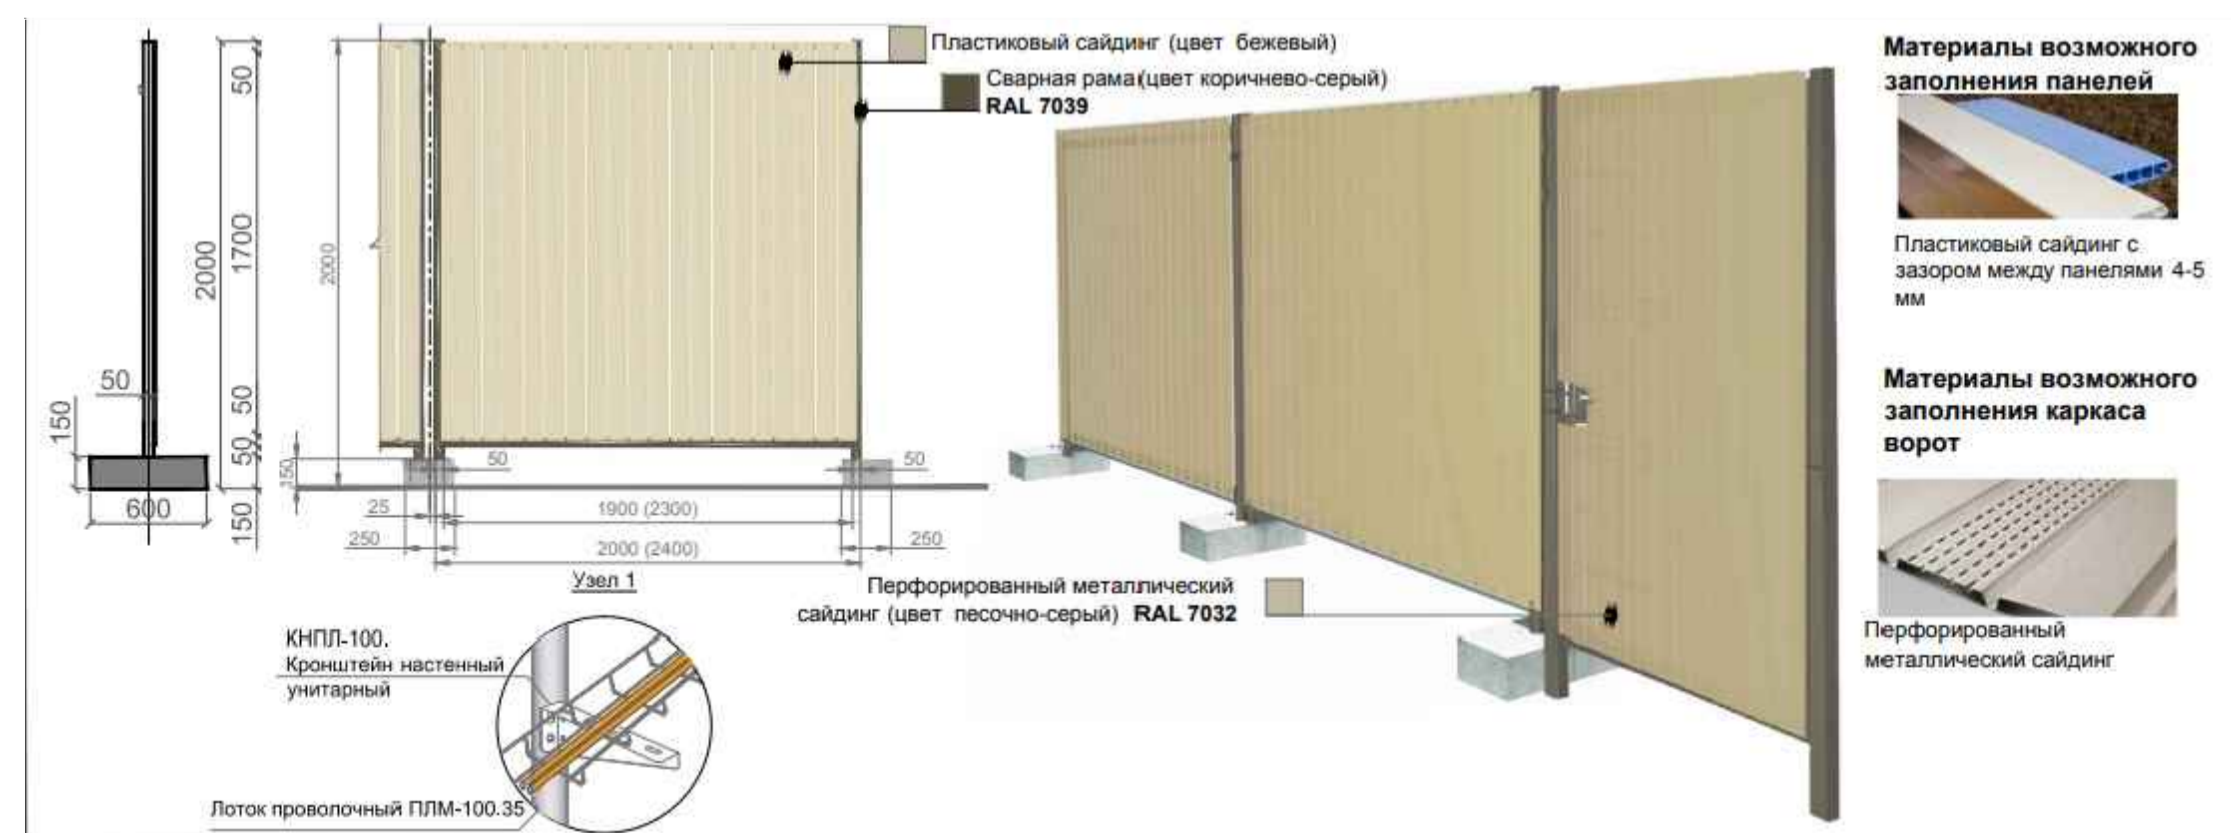 50
1700
2000
50
50
150
50
150
600
2000
150
50
50
25
1900 (2300)
250
2000 (2400)
250
Узел 1
Пластиковый сайдинг (цвет бежевый)
Сварная рама(цвет коричнево-серый)
RAL 7039
Перфорированный металлический
сайдинг (цвет песочно-серый) RAL 7032
КНПЛ-100.
Кронштейн настенный
унитарный
Лоток проволочный ПЛМ-100.35
Материалы возможного
заполнения панелей
Пластиковый сайдинг с
зазором между панелями 4-5
мм
Материалы возможного
заполнения каркаса
ворот
Перфорированный
металлический сайдинг